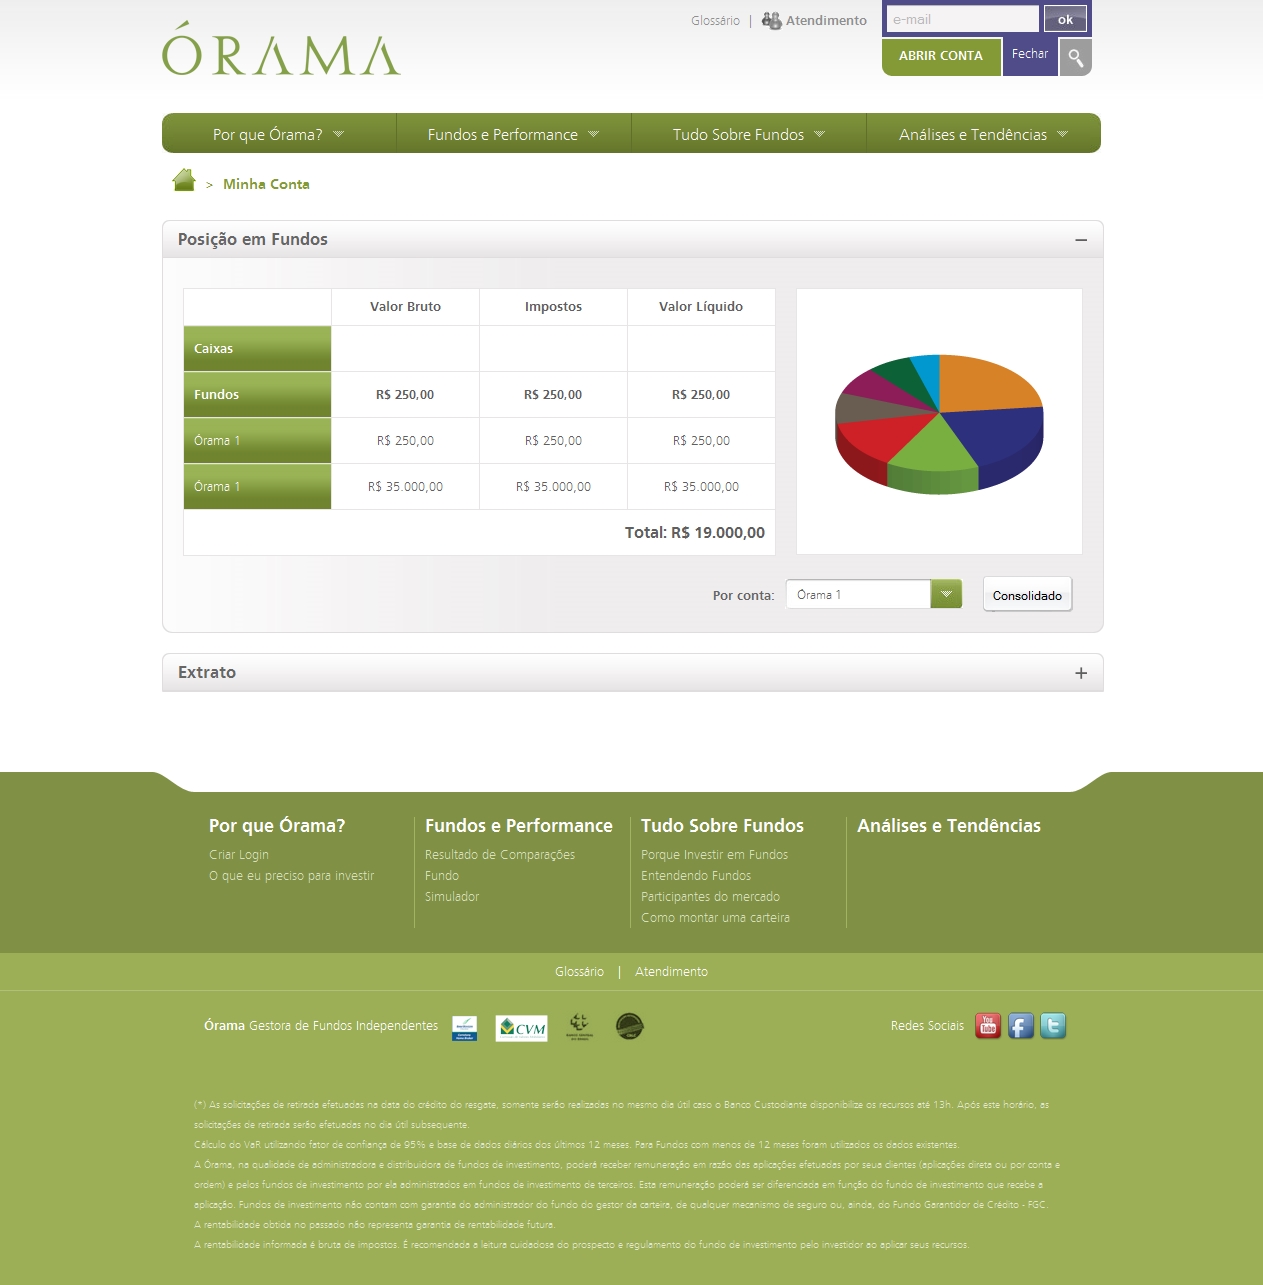 ÓRAMA
Glossário | Atendimento
e-mail
ok
ABRIR CONTA
Fechar
Por que Órama?
Fundos e Performance
Tudo Sobre Fundos
Análises e Tendências
> Minha Conta
Posição em Fundos
Valor Bruto Impostos Valor Líquido
Caixas
Fundos R$ 250,00 R$ 250,00 R$ 250,00
Órama 1 R$ 250,00 R$ 250,00 R$ 250,00
Órama 1 R$ 35.000,00 R$ 35.000,00 R$ 35.000,00
Total: R$ 19.000,00
Por conta: Órama 1 Consolidado
Extrato
Por que Órama?
Criar Login
O que eu preciso para investir
Fundos e Performance
Resultado de Comparações
Fundo
Simulador
Tudo Sobre Fundos
Porque Investir em Fundos
Entendendo Fundos
Participantes do mercado
Como montar uma carteira
Análises e Tendências
Glossário | Atendimento
Órama Gestora de Fundos Independentes
CVM
Redes Sociais
You Tube
(*) As solicitações de retirada efetuadas na data do crédito do resgate, somente serão realizadas no mesmo dia útil caso o Banco Custodiante disponibilize os recursos até 13h. Após este horário, as
solicitações de retirada serão efetuadas no dia útil subsequente.
Cálculo do VaR utilizando fator de confiança de 95% e base de dados diários dos últimos 12 meses. Para Fundos com menos de 12 meses foram utilizados os dados existentes.
A Órama, na qualidade de administradora e distribuidora de fundos de investimento, poderá receber remuneração em razão das aplicações efetuadas por seua clientes (aplicações direta ou por conta e
ordem) e pelos fundos de investimento por ela administrados em fundos de investimento de terceiros. Esta remuneração poderá ser diferenciada em função do fundo de investimento que recebe a
aplicação. Fundos de investimento não contam com garantia do administrador do fundo do gestor da carteira, de qualquer mecanismo de seguro ou, ainda, do Fundo Garantidor de Crédito - FGC.
A rentabilidade obtida no passado não representa garantia de rentabilidade futura.
A rentabilidade informada é bruta de impostos. É recomendada a leitura cuidadosa do prospecto e regulamento do fundo de investimento pelo investidor ao aplicar seus recursos.